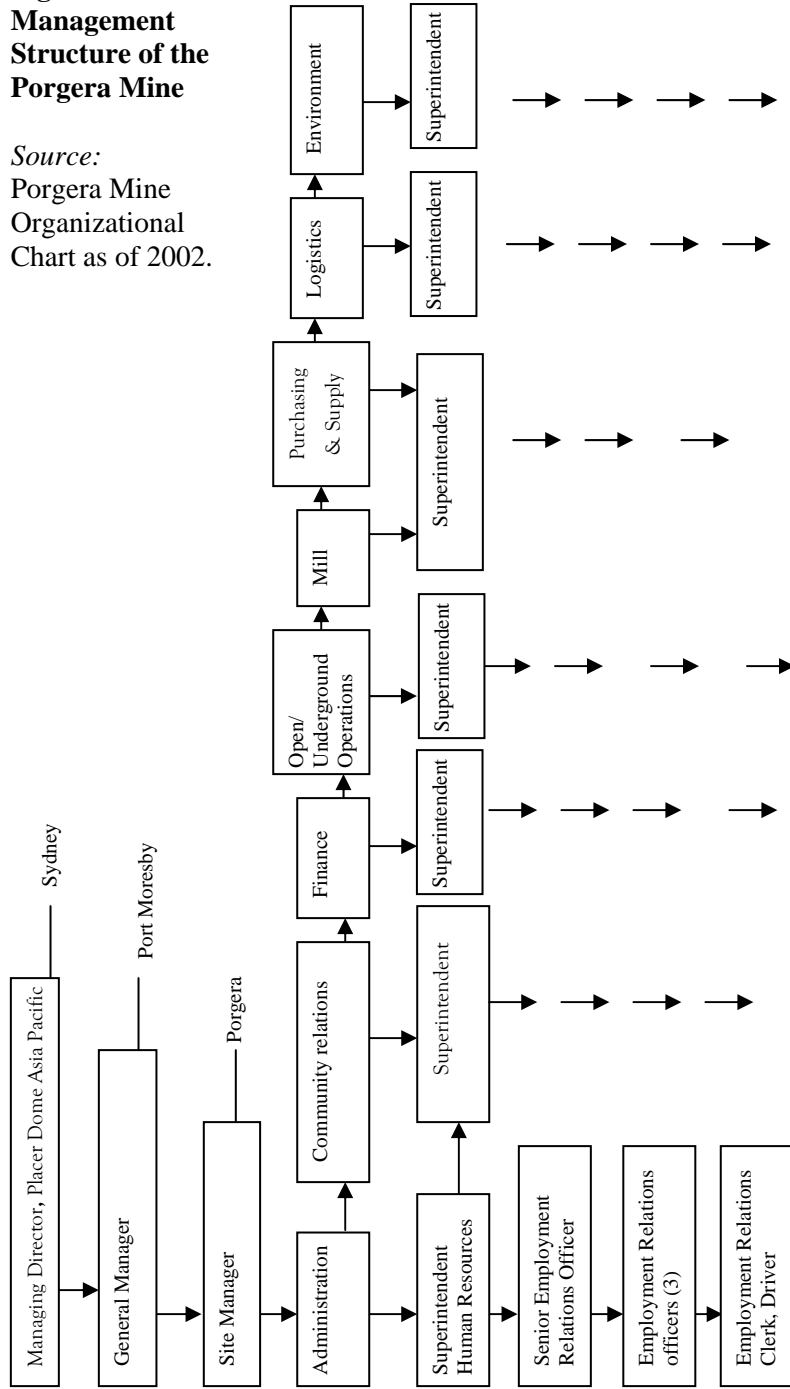 Management
Structure of the
Porgera Mine
Source:
Porgera Mine
Organizational
Chart as of 2002.
Managing Director, Placer Dome Asia Pacific
Sydney
General Manager
Port Moresby
Site Manager
Porgera
Administration
Community relations
Finance
Open/
Underground
Operations
Mill
Purchasing
& Supply
Logistics
Environment
Superintendent
Human Resources
Superintendent
Superintendent
Superintendent
Superintendent
Superintendent
Superintendent
Senior Employment
Relations Officer
Employment Relations
officers (3)
Employment Relations
Clerk, Driver